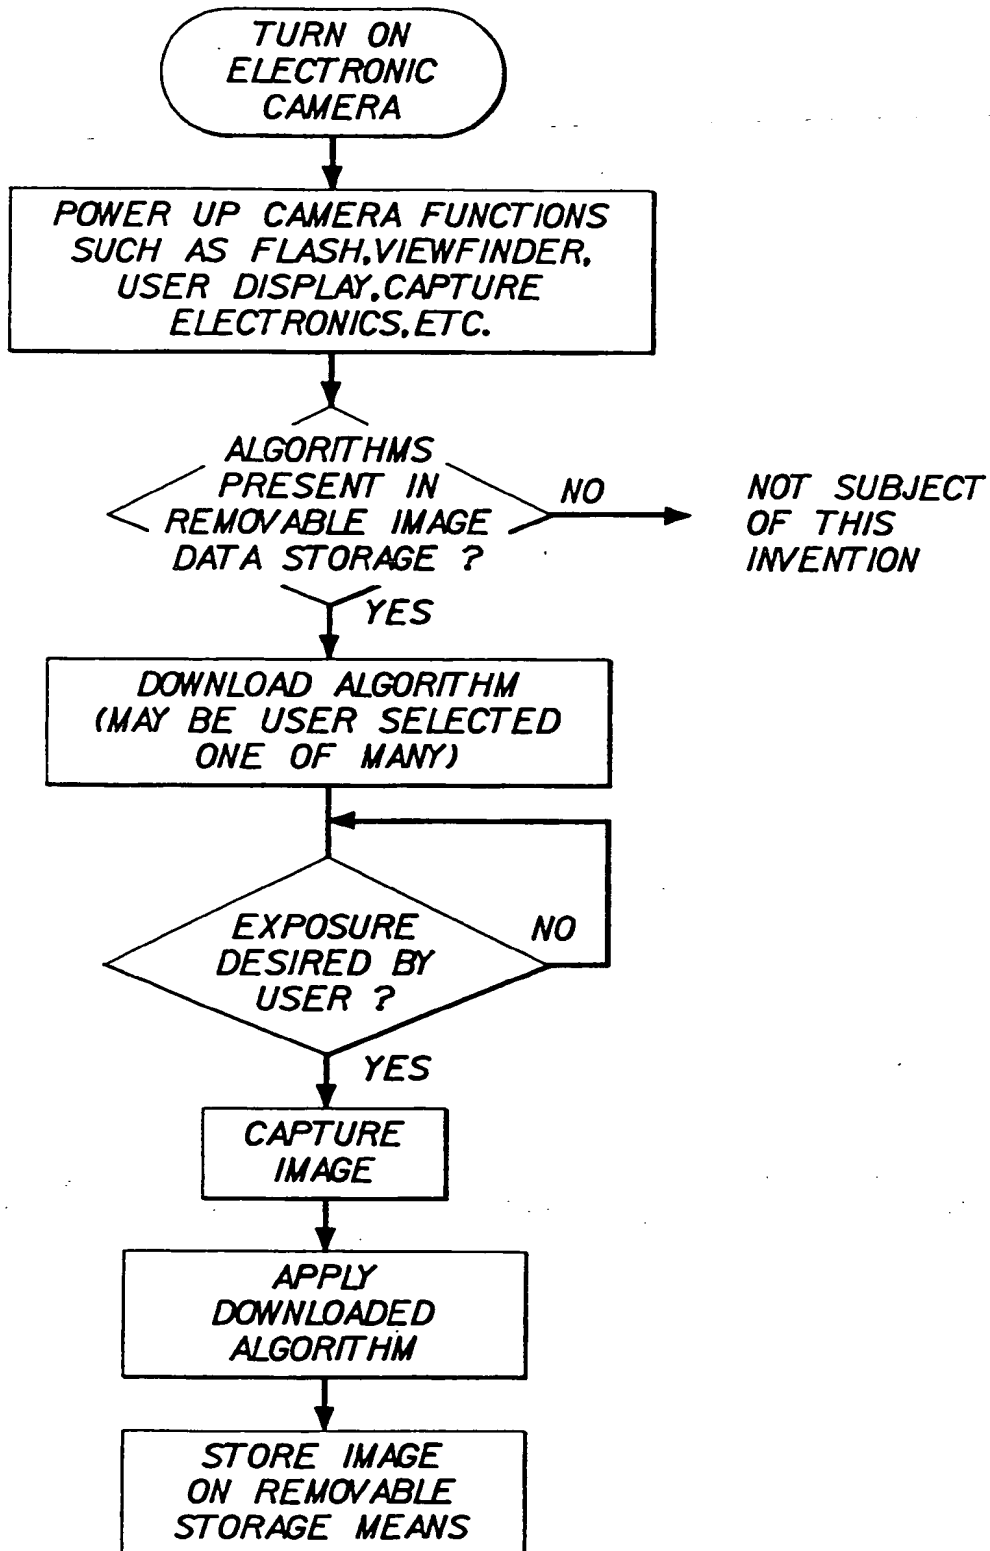 TURN ON
ELECTRONIC
CAMERA
POWER UP CAMERA FUNCTIONS
SUCH AS FLASH,VIEWFINDER,
USER DISPLAY,CAPTURE
ELECTRONICS,ETC.
ALGORITHMS
PRESENT IN
REMOVABLE IMAGE
DATA STORAGE ?
NO
NOT SUBJECT
OF THIS
INVENTION
YES
DOWNLOAD ALGORITHM
(MAY BE USER SELECTED
ONE OF MANY)
EXPOSURE
DESIRED BY
USER ?
NO
YES
CAPTURE
IMAGE
APPLY
DOWNLOADED
ALGORITHM
STORE IMAGE
ON REMOVABLE
STORAGE MEANS